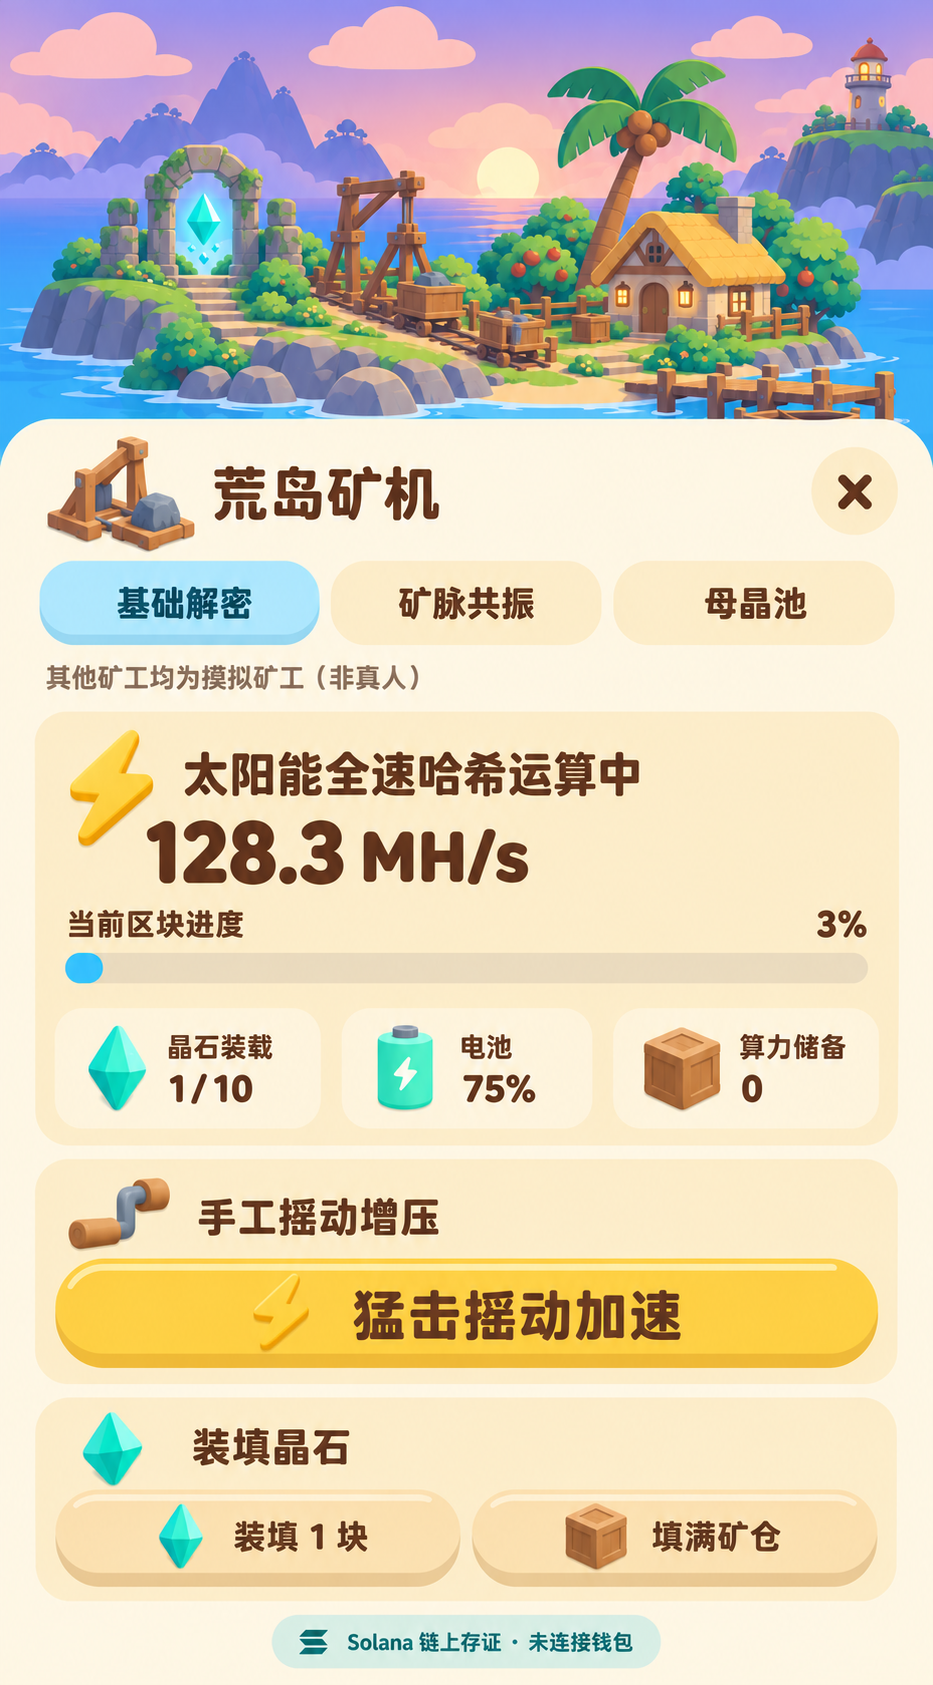 荒岛矿机
基础解密
矿脉共振
母晶池
其他矿工均为摸拟矿工（非真人）
太阳能全速哈希运算中
128.3 MH/s
当前区块进度
3%
晶石装载
1/10
电池
75%
算力储备
0
手工摇动增压
猛击摇动加速
装填晶石
装填 1 块
填满矿仓
Solana 链上存证 · 未连接钱包